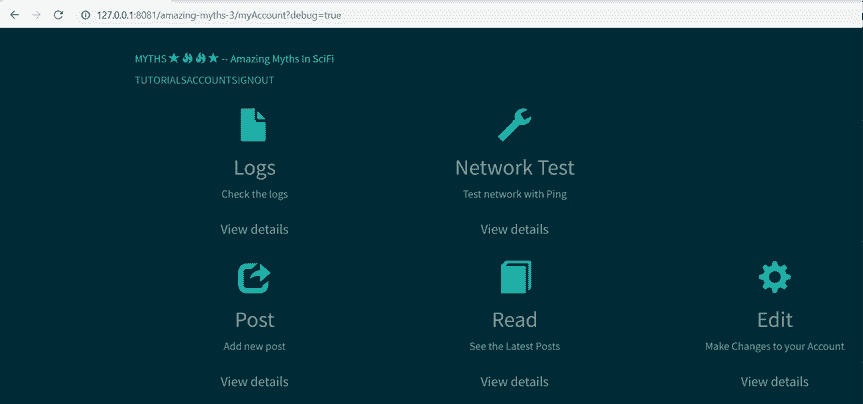 127.0.0.1:8081/amazing-myths-3/myAccount?debug=true
MYTHS -- Amazing Myths In SciFi
TUTORIALSACCOUNTSIGNOUT
Logs
Check the logs
View details
Network Test
Test network with Ping
View details
Post
Add new post
View details
Read
See the Latest Posts
View details
Edit
Make Changes to your Account
View details